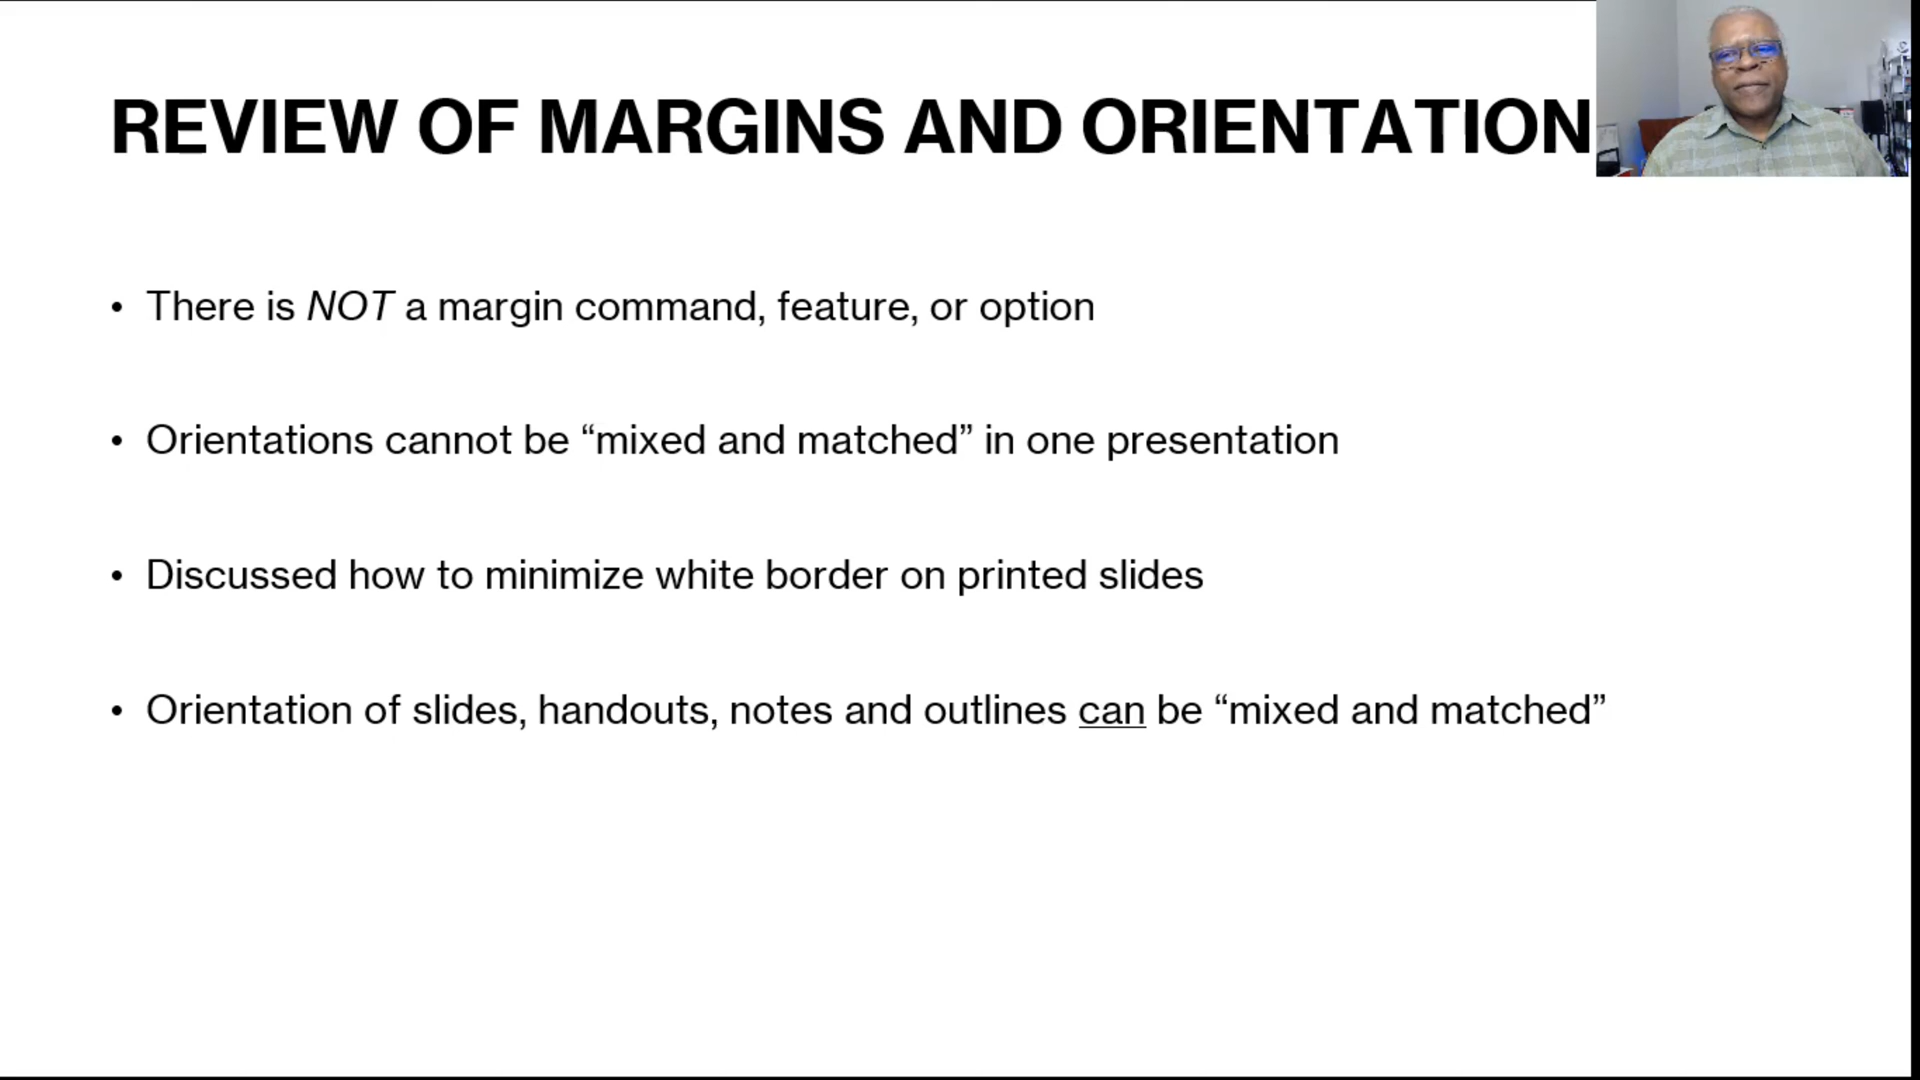 REVIEW OF MARGINS AND ORIENTATION
• There is NOT a margin command, feature, or option
• Orientations cannot be “mixed and matched” in one presentation
• Discussed how to minimize white border on printed slides
• Orientation of slides, handouts, notes and outlines can be “mixed and matched”